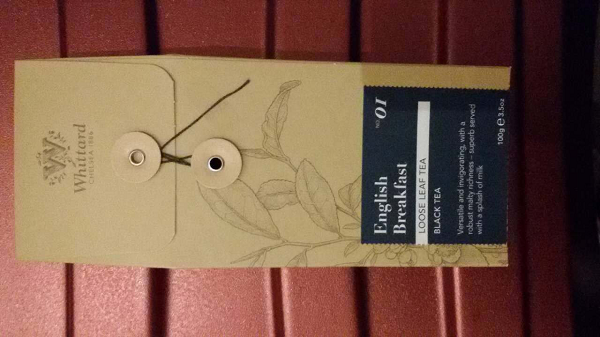 W
Whittard
CHELSEA 1886
NO 01
English
Breakfast
LOOSE LEAF TEA
BLACK TEA
Versatile and invigorating, with a
robust malty richness – superb served
with a splash of milk
100g ℮ 3.5oz